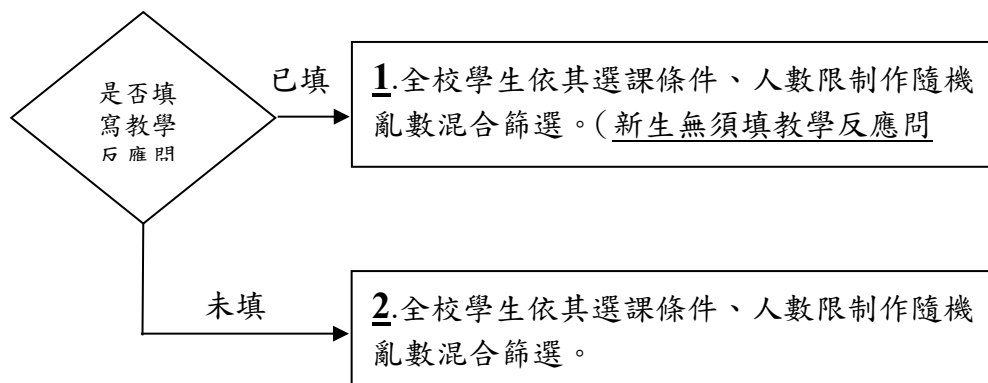 是否填
寫教學
反應問
已填
1.全校學生依其選課條件、人數限制作隨機
亂數混合篩選。(新生無須填教學反應問
未填
2.全校學生依其選課條件、人數限制作隨機
亂數混合篩選。